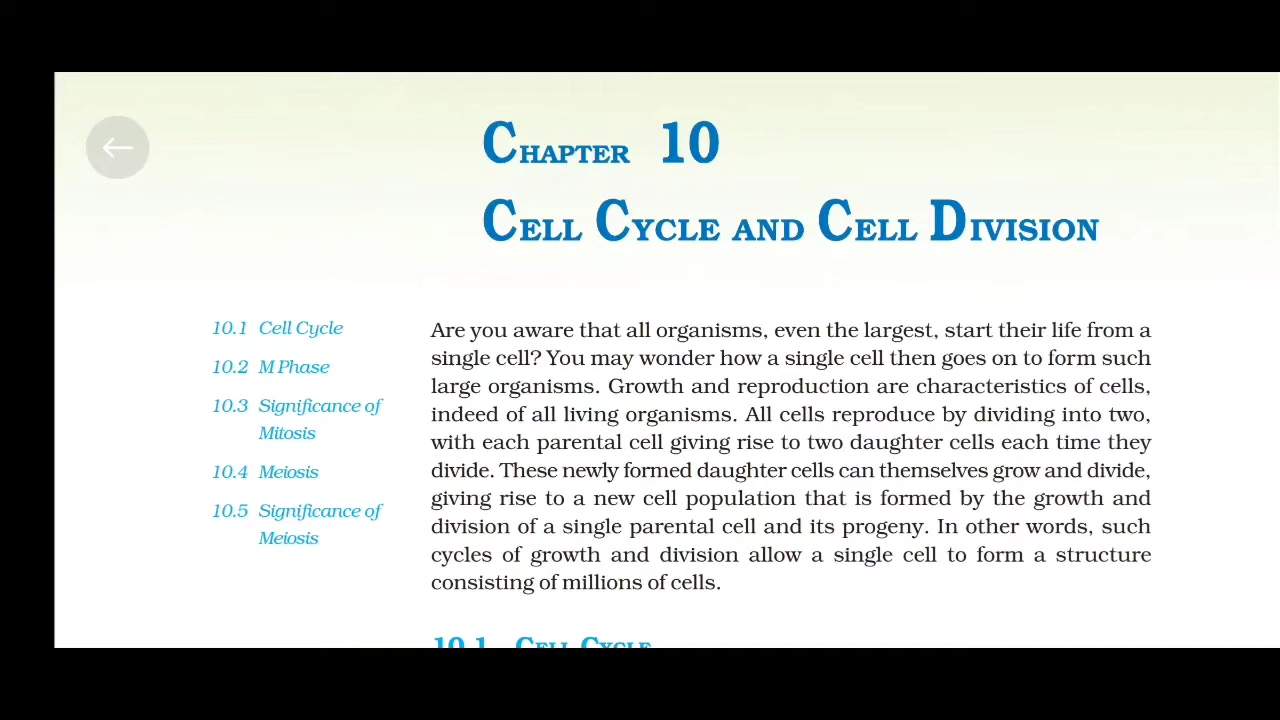 CHAPTER 10
CELL CYCLE AND CELL DIVISION
10.1 Cell Cycle
10.2 M Phase
10.3 Significance of
Mitosis
10.4 Meiosis
10.5 Significance of
Meiosis
Are you aware that all organisms, even the largest, start their life from a
single cell? You may wonder how a single cell then goes on to form such
large organisms. Growth and reproduction are characteristics of cells,
indeed of all living organisms. All cells reproduce by dividing into two,
with each parental cell giving rise to two daughter cells each time they
divide. These newly formed daughter cells can themselves grow and divide,
giving rise to a new cell population that is formed by the growth and
division of a single parental cell and its progeny. In other words, such
cycles of growth and division allow a single cell to form a structure
consisting of millions of cells.
10.1 CELL CYCLE